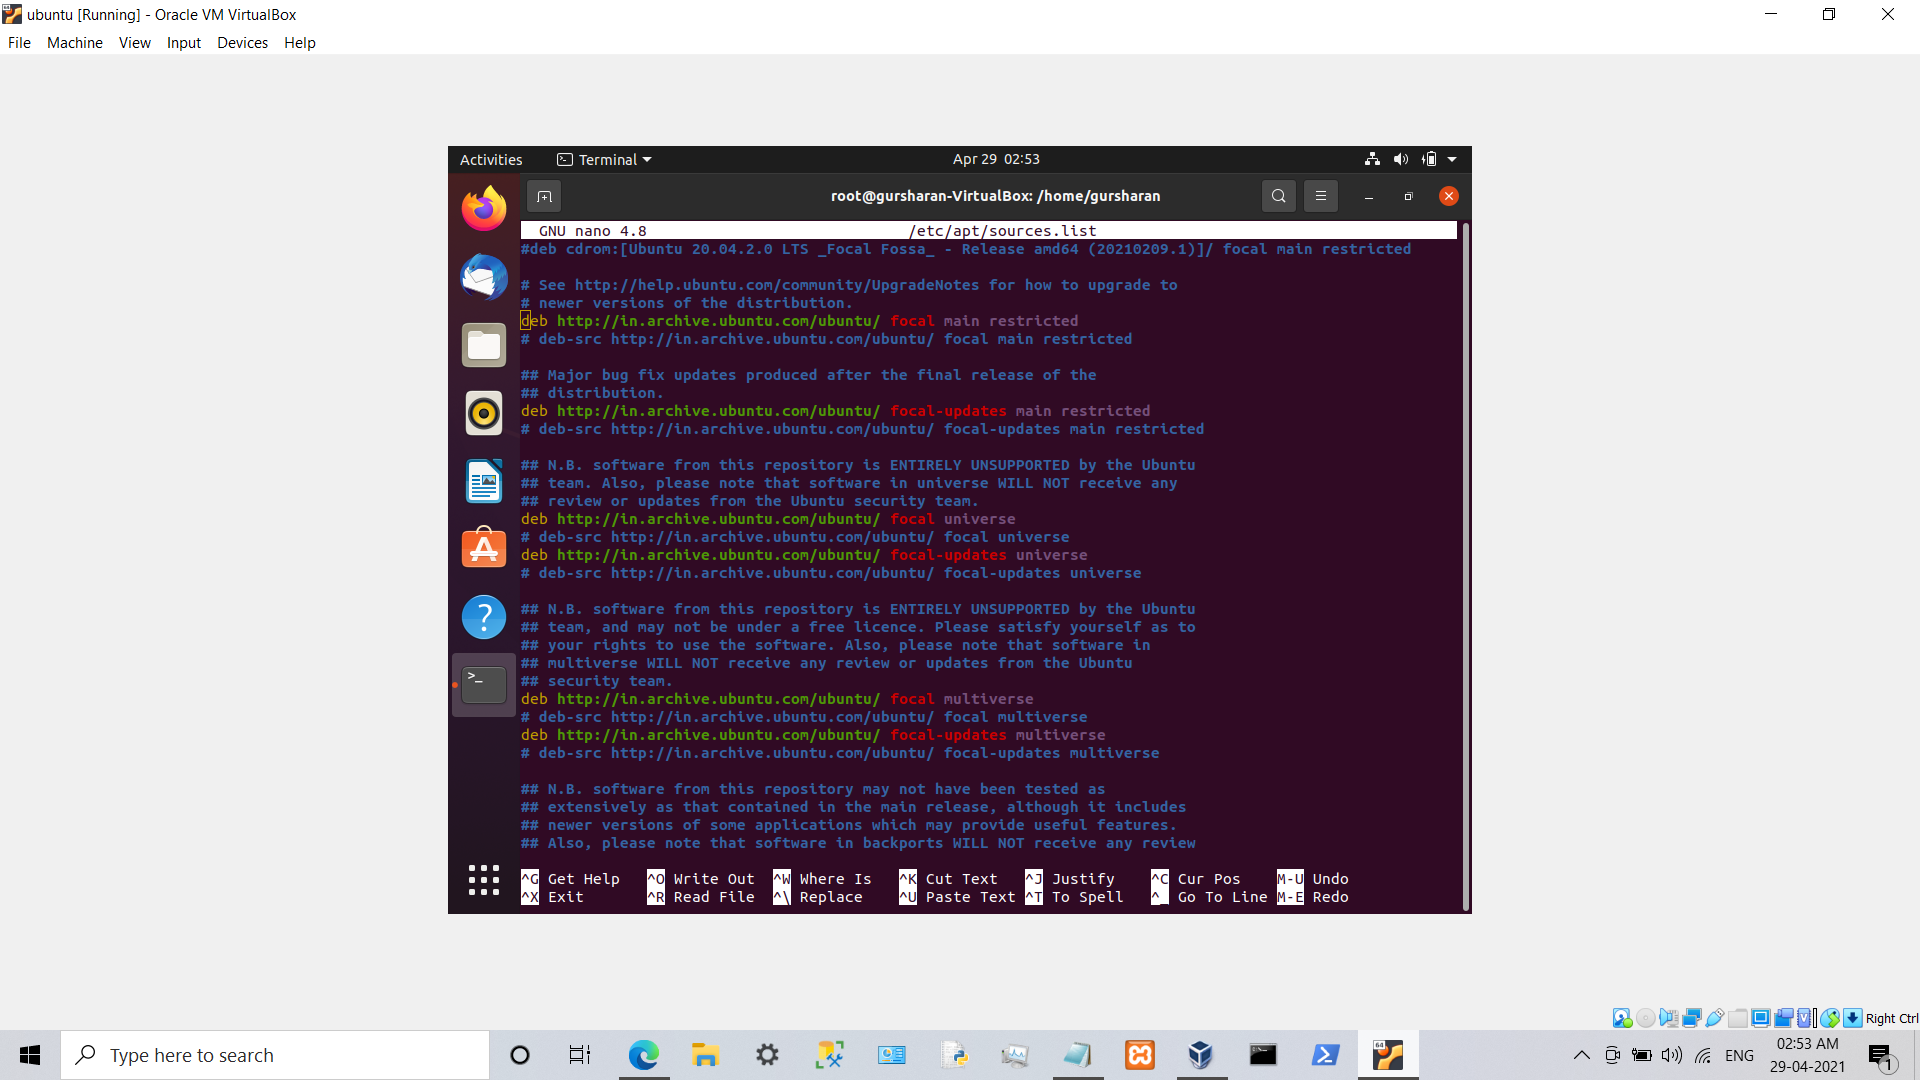 ubuntu [Running] - Oracle VM VirtualBox
File Machine View Input Devices Help
Activities Terminal Apr 29 02:53
root@gursharan-VirtualBox: /home/gursharan
GNU nano 4.8 /etc/apt/sources.list
#deb cdrom:[Ubuntu 20.04.2.0 LTS _Focal Fossa_ - Release amd64 (20210209.1)]/ focal main restricted
# See http://help.ubuntu.com/community/UpgradeNotes for how to upgrade to
# newer versions of the distribution.
deb http://in.archive.ubuntu.com/ubuntu/ focal main restricted
# deb-src http://in.archive.ubuntu.com/ubuntu/ focal main restricted
## Major bug fix updates produced after the final release of the
## distribution.
deb http://in.archive.ubuntu.com/ubuntu/ focal-updates main restricted
# deb-src http://in.archive.ubuntu.com/ubuntu/ focal-updates main restricted
## N.B. software from this repository is ENTIRELY UNSUPPORTED by the Ubuntu
## team. Also, please note that software in universe WILL NOT receive any
## review or updates from the Ubuntu security team.
deb http://in.archive.ubuntu.com/ubuntu/ focal universe
# deb-src http://in.archive.ubuntu.com/ubuntu/ focal universe
deb http://in.archive.ubuntu.com/ubuntu/ focal-updates universe
# deb-src http://in.archive.ubuntu.com/ubuntu/ focal-updates universe
## N.B. software from this repository is ENTIRELY UNSUPPORTED by the Ubuntu
## team, and may not be under a free licence. Please satisfy yourself as to
## your rights to use the software. Also, please note that software in
## multiverse WILL NOT receive any review or updates from the Ubuntu
## security team.
deb http://in.archive.ubuntu.com/ubuntu/ focal multiverse
# deb-src http://in.archive.ubuntu.com/ubuntu/ focal multiverse
deb http://in.archive.ubuntu.com/ubuntu/ focal-updates multiverse
# deb-src http://in.archive.ubuntu.com/ubuntu/ focal-updates multiverse
## N.B. software from this repository may not have been tested as
## extensively as that contained in the main release, although it includes
## newer versions of some applications which may provide useful features.
## Also, please note that software in backports WILL NOT receive any review
^G Get Help ^O Write Out ^W Where Is ^K Cut Text ^J Justify ^C Cur Pos M-U Undo
^X Exit ^R Read File ^\ Replace ^U Paste Text ^T To Spell ^_ Go To Line M-E Redo
Right Ctrl
Type here to search
ENG
02:53 AM
29-04-2021
1